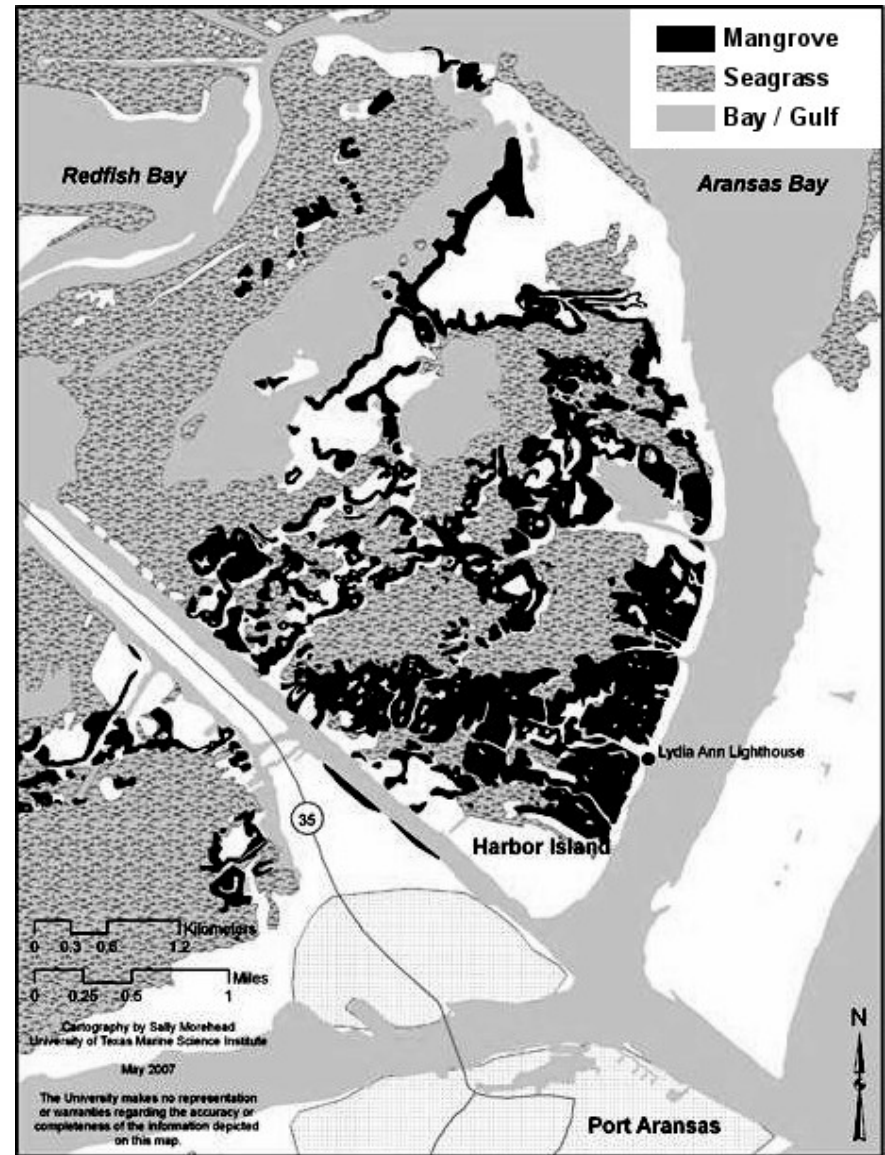 Mangrove
Seagrass
Bay / Gulf
Redfish Bay
Aransas Bay
Lydia Ann Lighthouse
35
Harbor Island
Kilometers
0 0.3 0.6 1.2
Miles
0 0.25 0.5 1
Cartography by Sally Morehead
University of Texas Marine Science Institute
May 2007
The University makes no representation
or warranties regarding the accuracy or
completeness of the information depicted
on this map.
N
Port Aransas